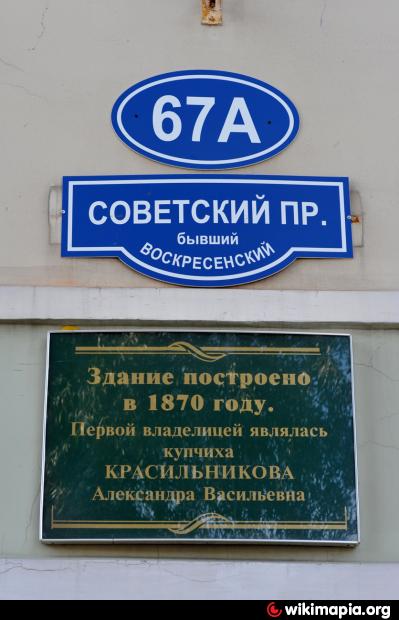 67А
СОВЕТСКИЙ ПР.
бывший
ВОСКРЕСЕНСКИЙ
Здание построено
в 1870 году.
Первой владелицей являлась
купчиха
КРАСИЛЬНИКОВА
Александра Васильевна
wikimapia.org